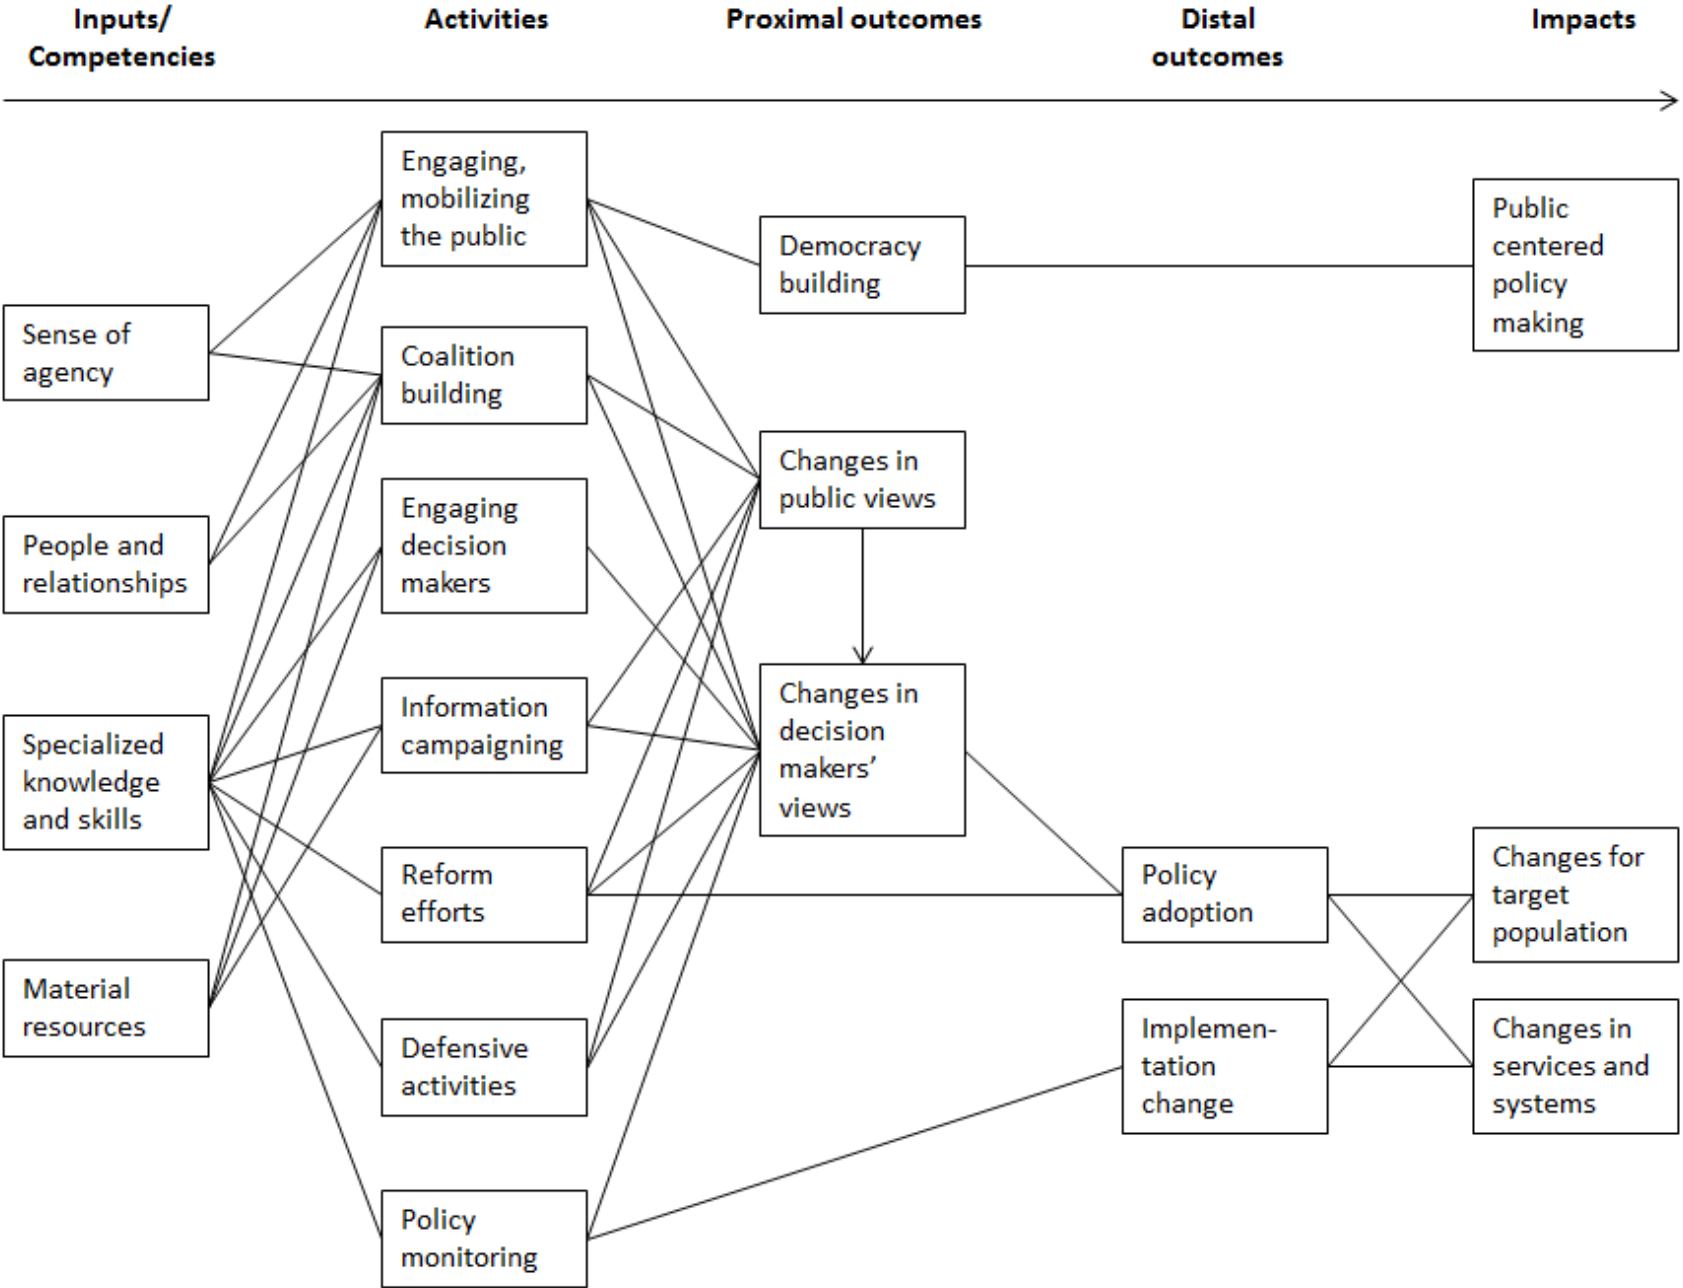 Inputs/
Competencies
Activities
Proximal outcomes
Distal
outcomes
Impacts
Sense of
agency
People and
relationships
Specialized
knowledge
and skills
Material
resources
Engaging,
mobilizing
the public
Coalition
building
Engaging
decision
makers
Information
campaigning
Reform
efforts
Defensive
activities
Policy
monitoring
Democracy
building
Changes in
public views
Changes in
decision
makers’
views
Policy
adoption
Implemen-
tation
change
Public
centered
policy
making
Changes for
target
population
Changes in
services and
systems